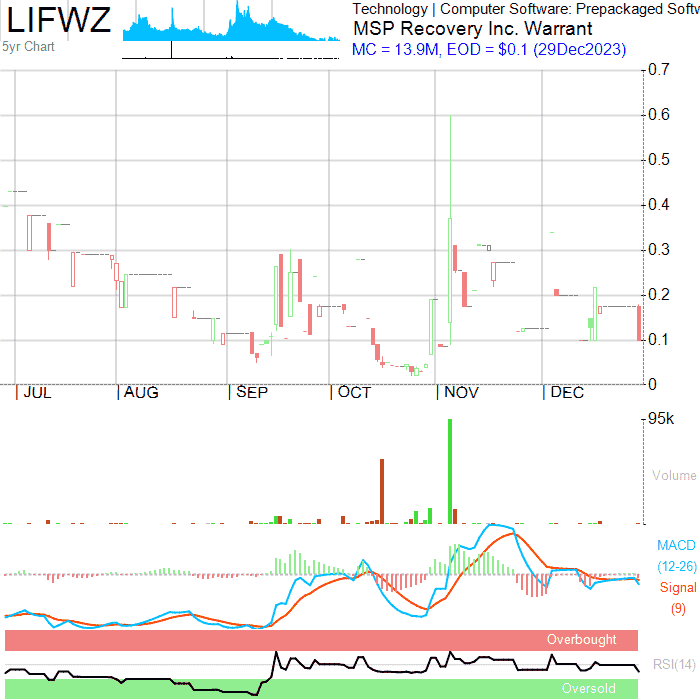 LIFWZ
5yr Chart
Technology | Computer Software: Prepackaged Softw
MSP Recovery Inc. Warrant
MC = 13.9M, EOD = $0.1 (29Dec2023)
0.7
0.6
0.5
0.4
0.3
0.2
0.1
0
JUL AUG SEP OCT NOV DEC
95k
Volume
MACD
(12-26)
Signal
(9)
Overbought
RSI(14)
Oversold